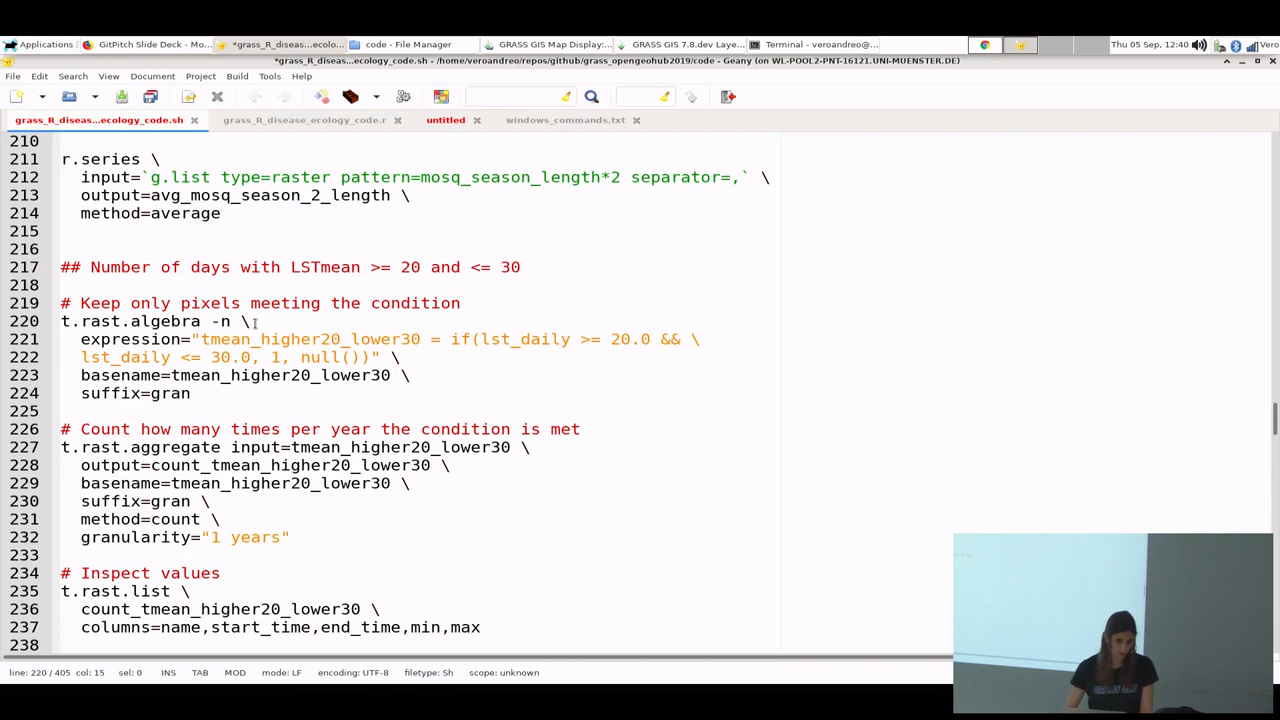 Applications
GitPitch Slide Deck - Mo...
*grass_R_diseas...ecolo...
code - File Manager
GRASS GIS Map Display:...
GRASS GIS 7.8.dev Laye...
Terminal - veroandreo@...
Thu 05 Sep, 12:40
Vero
*grass_R_diseas...ecology_code.sh - /home/veroandreo/repos/github/grass_opengeohub2019/code - Geany (on WL-POOL2-PNT-16121.UNI-MUENSTER.DE)
File Edit Search View Document Project Build Tools Help
grass_R_diseas...ecology_code.sh
grass_R_disease_ecology_code.r
untitled
windows_commands.txt
210
211 r.series \
212 input=`g.list type=raster pattern=mosq_season_length*2 separator=,` \
213 output=avg_mosq_season_2_length \
214 method=average
215
216
217 ## Number of days with LSTmean >= 20 and <= 30
218
219 # Keep only pixels meeting the condition
220 t.rast.algebra -n \
221 expression="tmean_higher20_lower30 = if(lst_daily >= 20.0 && \
222 lst_daily <= 30.0, 1, null())" \
223 basename=tmean_higher20_lower30 \
224 suffix=gran
225
226 # Count how many times per year the condition is met
227 t.rast.aggregate input=tmean_higher20_lower30 \
228 output=count_tmean_higher20_lower30 \
229 basename=tmean_higher20_lower30 \
230 suffix=gran \
231 method=count \
232 granularity="1 years"
233
234 # Inspect values
235 t.rast.list \
236 count_tmean_higher20_lower30 \
237 columns=name,start_time,end_time,min,max
238
line: 220 / 405 col: 15 sel: 0 INS TAB MOD mode: LF encoding: UTF-8 filetype: Sh scope: unknown